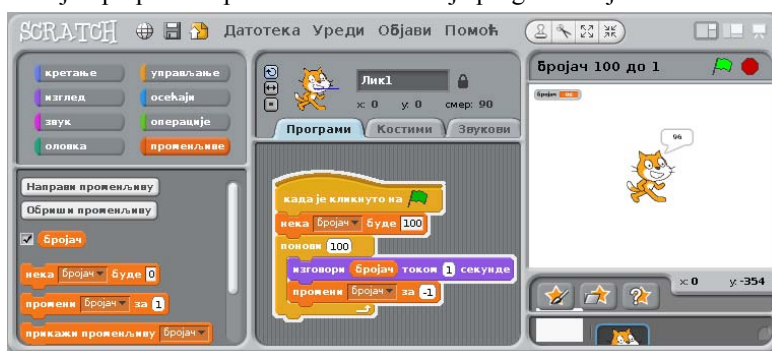 SCRATCH Датотека Уреди Објави Помоћ
кретање управљање
изглед осећаји
звук операције
оловка променљиве
Направи променљиву
Обриши променљиву
бројач
нека бројач буде 0
промени бројач за 1
прикажи променљиву бројач
Лик1
x: 0 y: 0 смер: 90
Програми Костими Звукови
када је кликнуто на
нека бројач буде 100
понови 100
изговори бројач током 1 секунде
промени бројач за -1
бројач 100 до 1
бројач 96
96
x: 0 y: -354